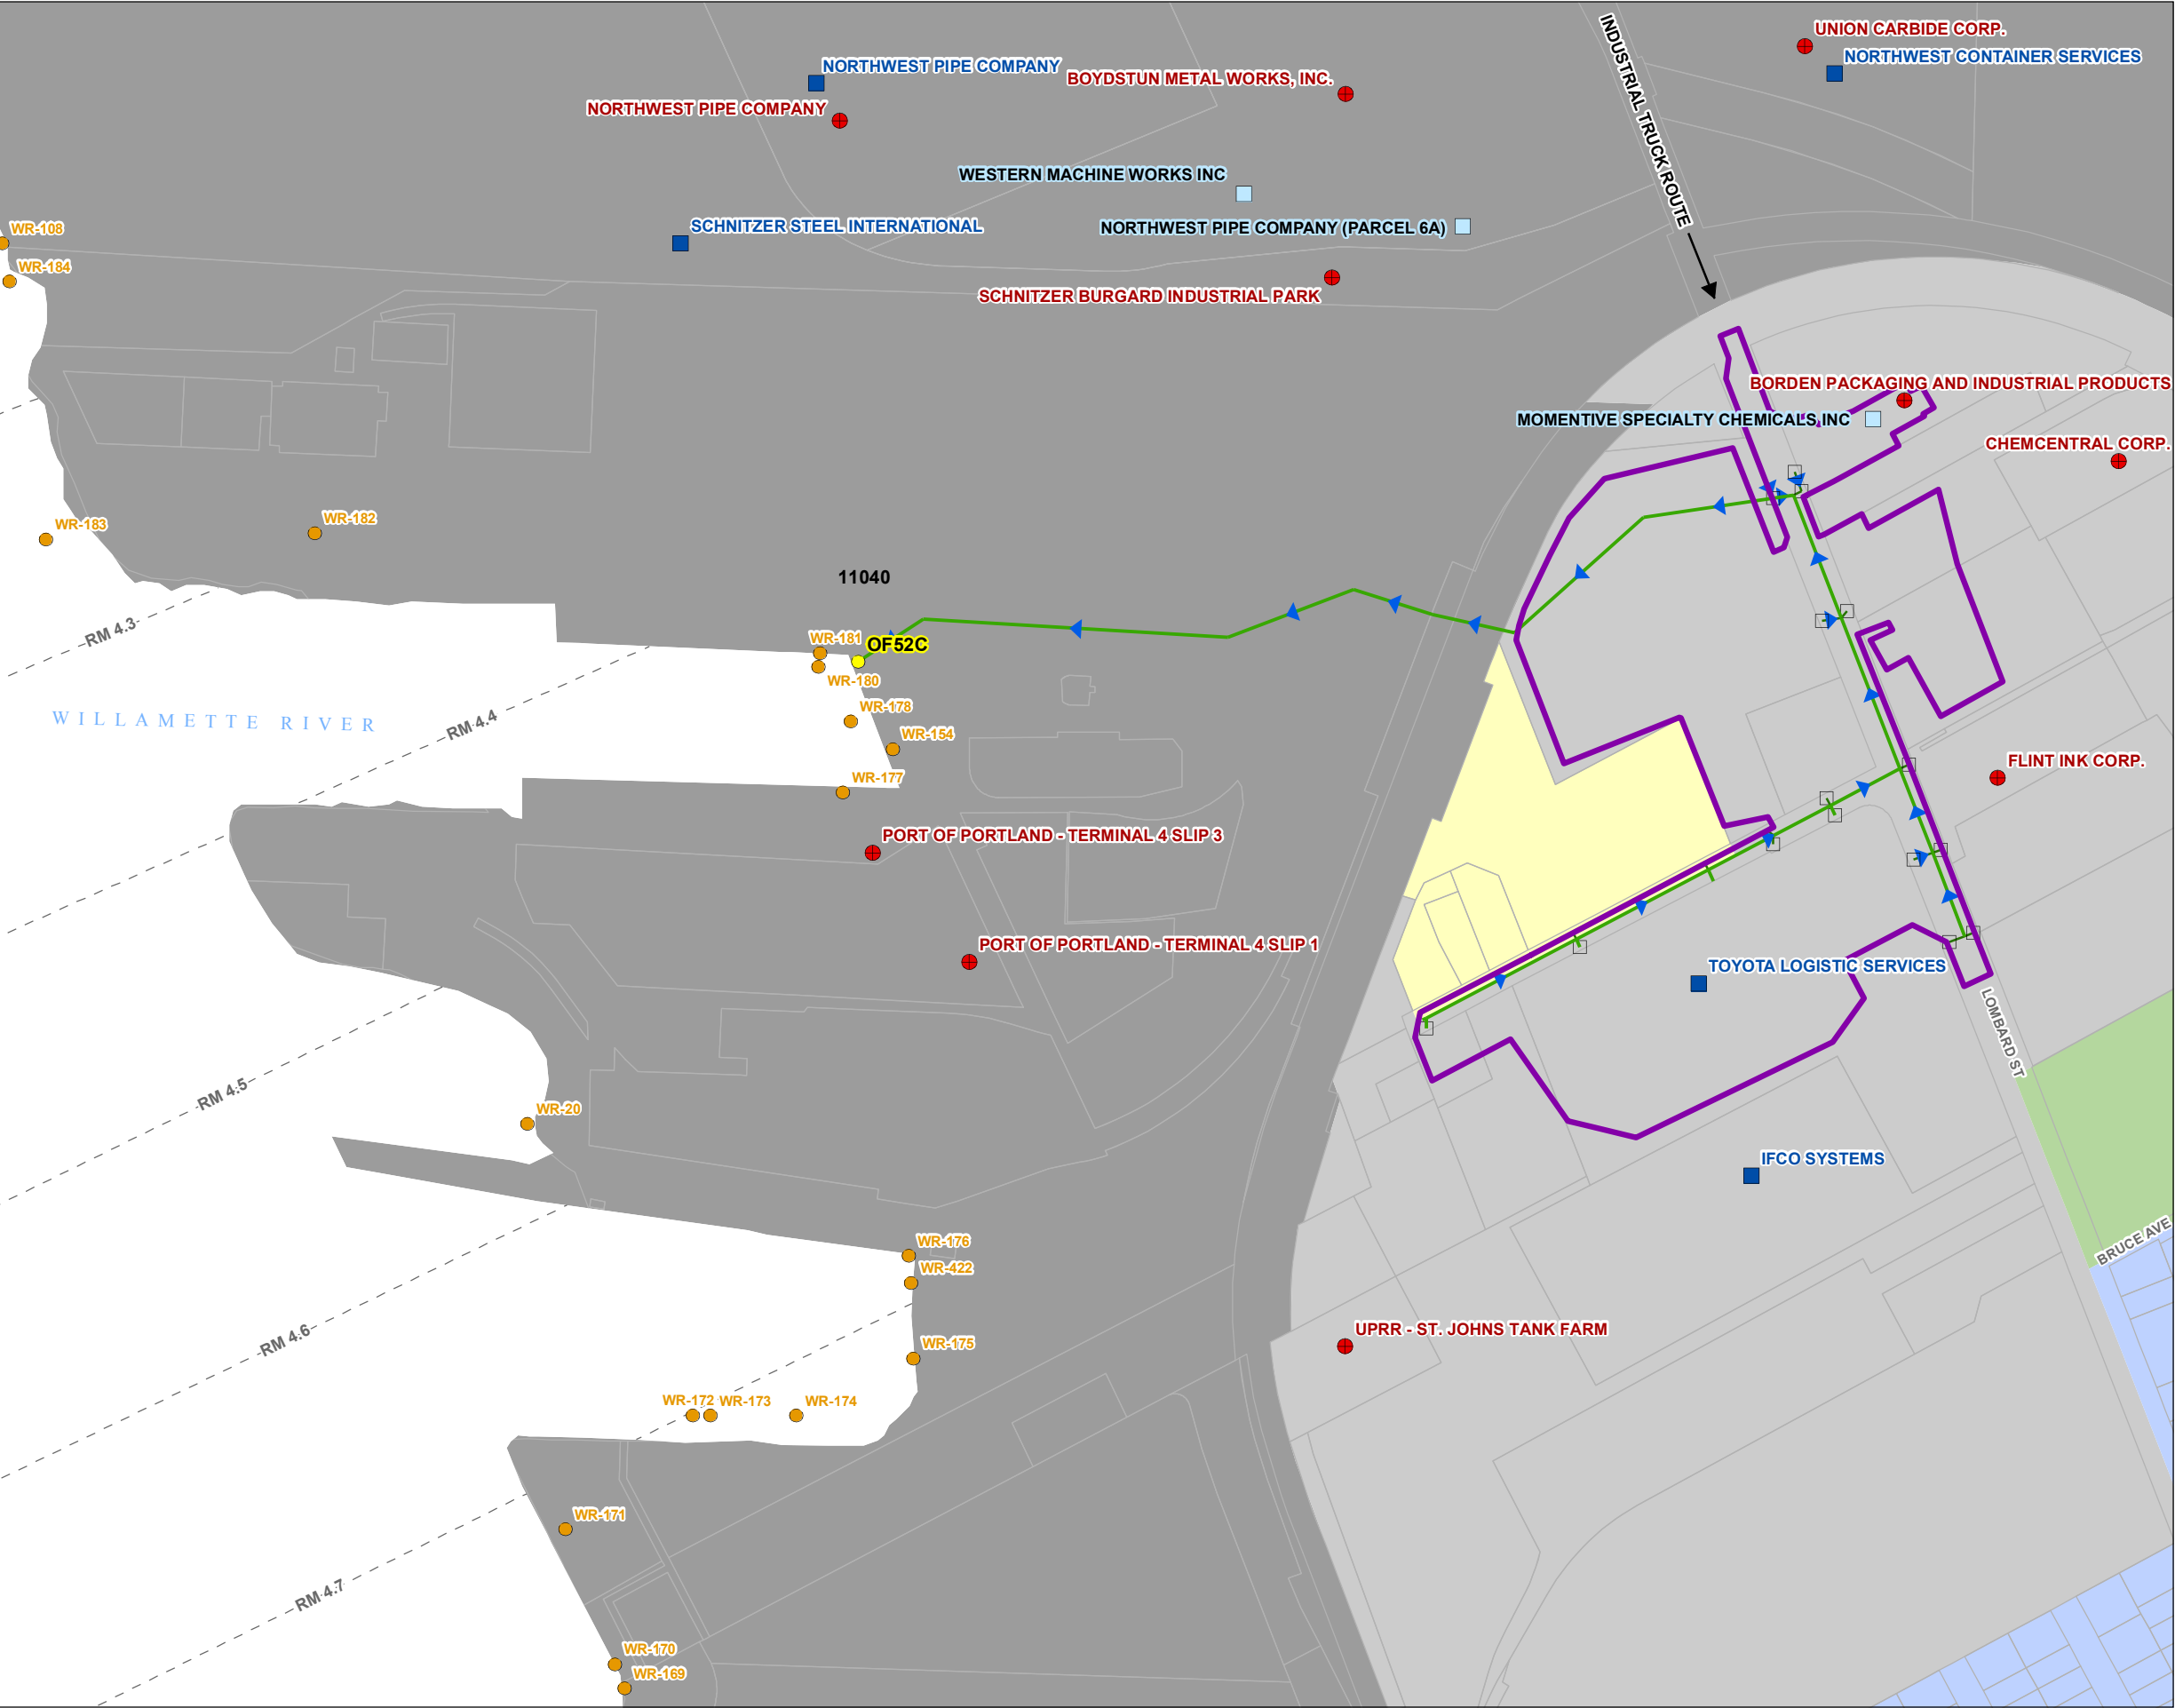 UNION CARBIDE CORP.
NORTHWEST CONTAINER SERVICES
INDUSTRIAL TRUCK ROUTE
NORTHWEST PIPE COMPANY
BOYDSTUN METAL WORKS, INC.
NORTHWEST PIPE COMPANY
WESTERN MACHINE WORKS INC
SCHNITZER STEEL INTERNATIONAL
NORTHWEST PIPE COMPANY (PARCEL 6A)
WR-108
WR-184
SCHNITZER BURGARD INDUSTRIAL PARK
BORDEN PACKAGING AND INDUSTRIAL PRODUCTS
MOMENTIVE SPECIALTY CHEMICALS INC
CHEMCENTRAL CORP.
WR-183
WR-182
11040
RM 4.3
WR-181
OF52C
WR-180
WILLAMETTE RIVER
RM 4.4
WR-178
WR-154
WR-177
FLINT INK CORP.
PORT OF PORTLAND - TERMINAL 4 SLIP 3
PORT OF PORTLAND - TERMINAL 4 SLIP 1
TOYOTA LOGISTIC SERVICES
LOMBARD ST
RM 4.5
WR-20
IFCO SYSTEMS
BRUCE AVE
WR-176
WR-422
RM 4.6
WR-175
UPRR - ST. JOHNS TANK FARM
WR-172
WR-173
WR-174
WR-171
RM 4.7
WR-170
WR-169